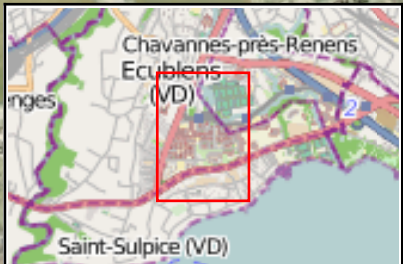 Chavannes-près-Renens
Ecublens
(VD)
enges
2
Saint-Sulpice (VD)